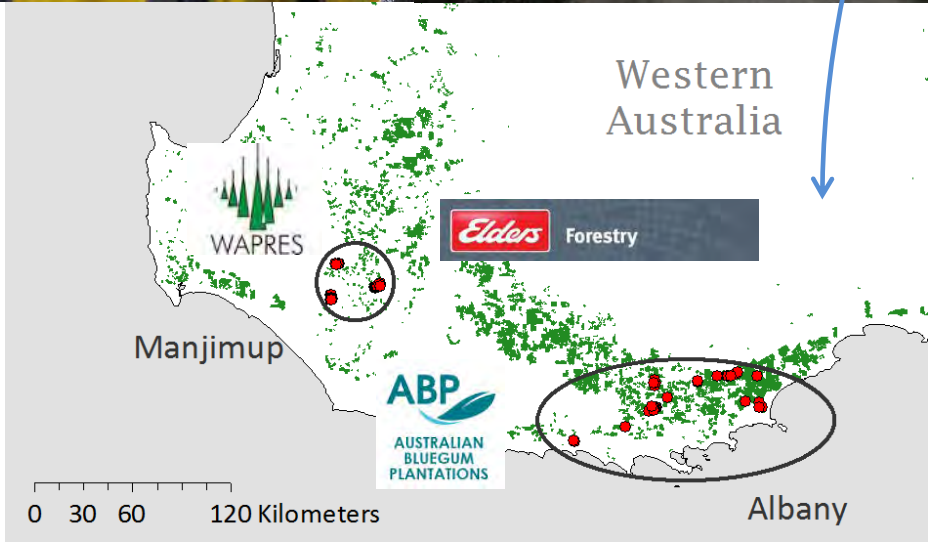 Western
Australia
WAPRES
Elders Forestry
Manjimup
ABP
AUSTRALIAN
BLUEGUM
PLANTATIONS
0 30 60 120 Kilometers
Albany